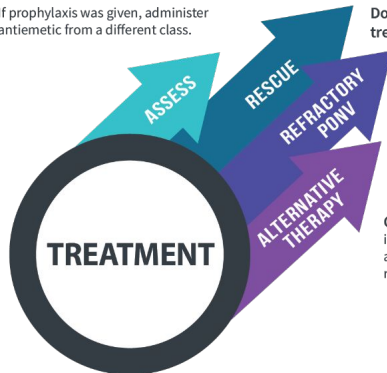 If prophylaxis was given, administer
antiemetic from a different class.
Do
tre
ASSESS
RESCUE
REFRACTORY
PONV
ALTERNATIVE
THERAPY
TREATMENT